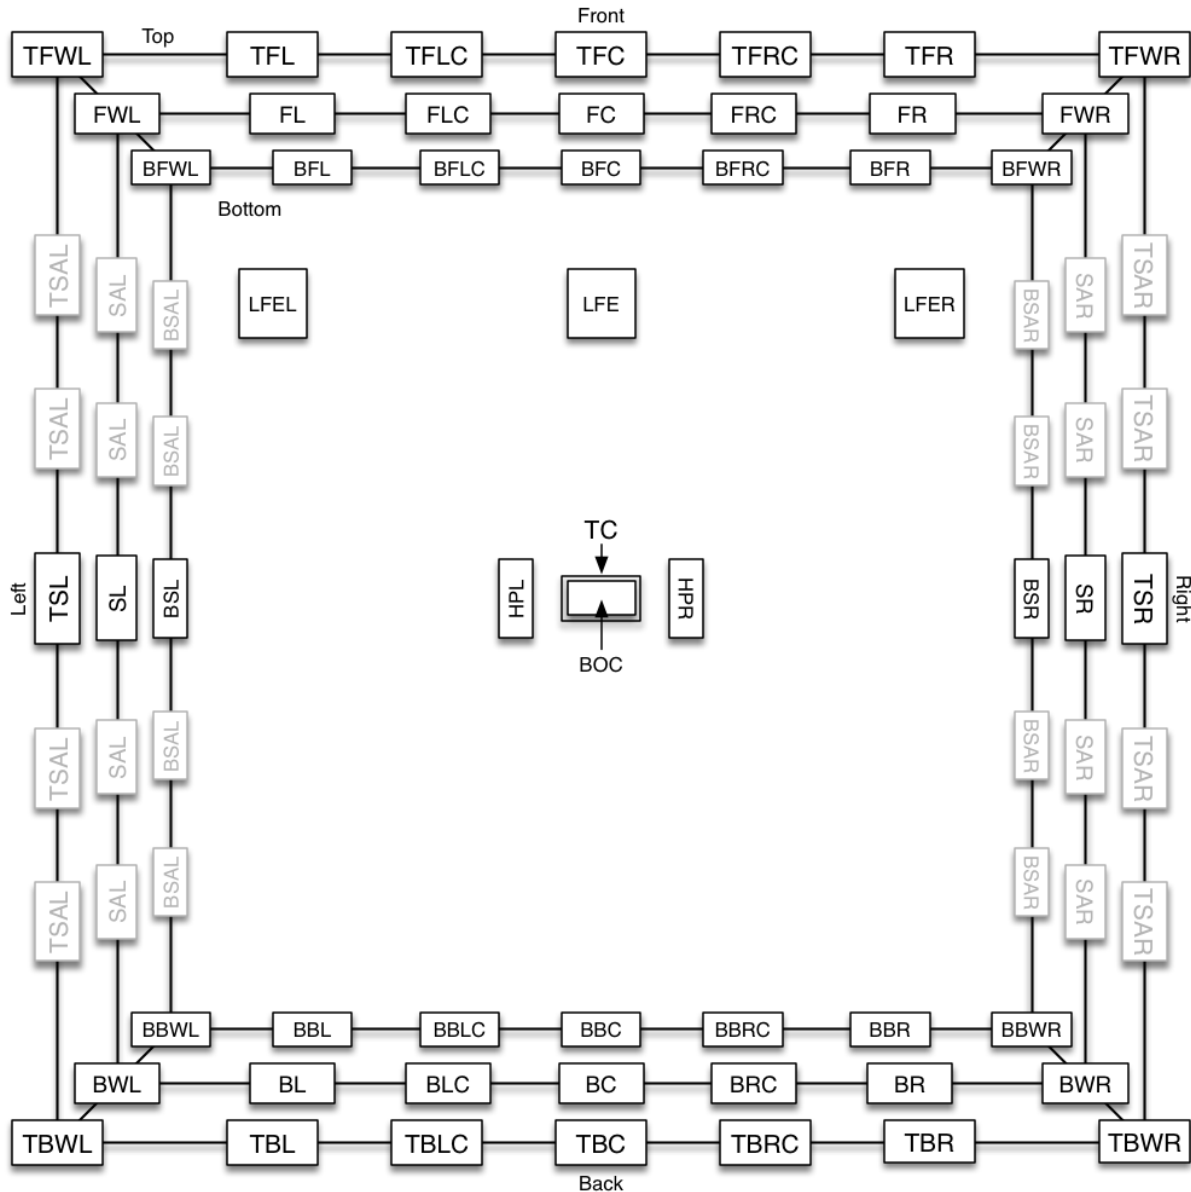 Front
Top
TFWL TFL TFLC TFC TFRC TFR TFWR
FWL FL FLC FC FRC FR FWR
BFWL BFL BFLC BFC BFRC BFR BFWR
Bottom
TSAL SAL BSAL LFEL LFE LFER BSAR SAR TSAR
TSAL SAL BSAL BSAR SAR TSAR
TC
Left TSL SL BSL HPL HPR BSR SR TSR Right
BOC
TSAL SAL BSAL BSAR SAR TSAR
TSAL SAL BSAL BSAR SAR TSAR
BBWL BBL BBLC BBC BBRC BBR BBWR
BWL BL BLC BC BRC BR BWR
TBWL TBL TBLC TBC TBRC TBR TBWR
Back